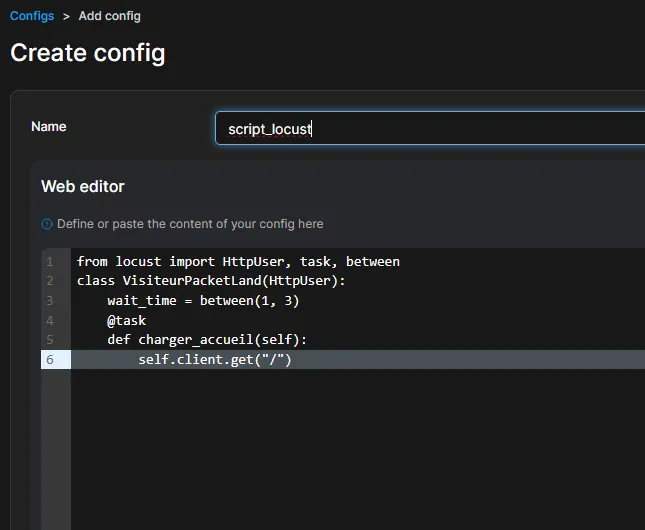 Configs > Add config
Create config
Name
script_locust
Web editor
Define or paste the content of your config here
1 from locust import HttpUser, task, between
2 class VisiteurPacketLand(HttpUser):
3     wait_time = between(1, 3)
4     @task
5     def charger_accueil(self):
6         self.client.get("/")